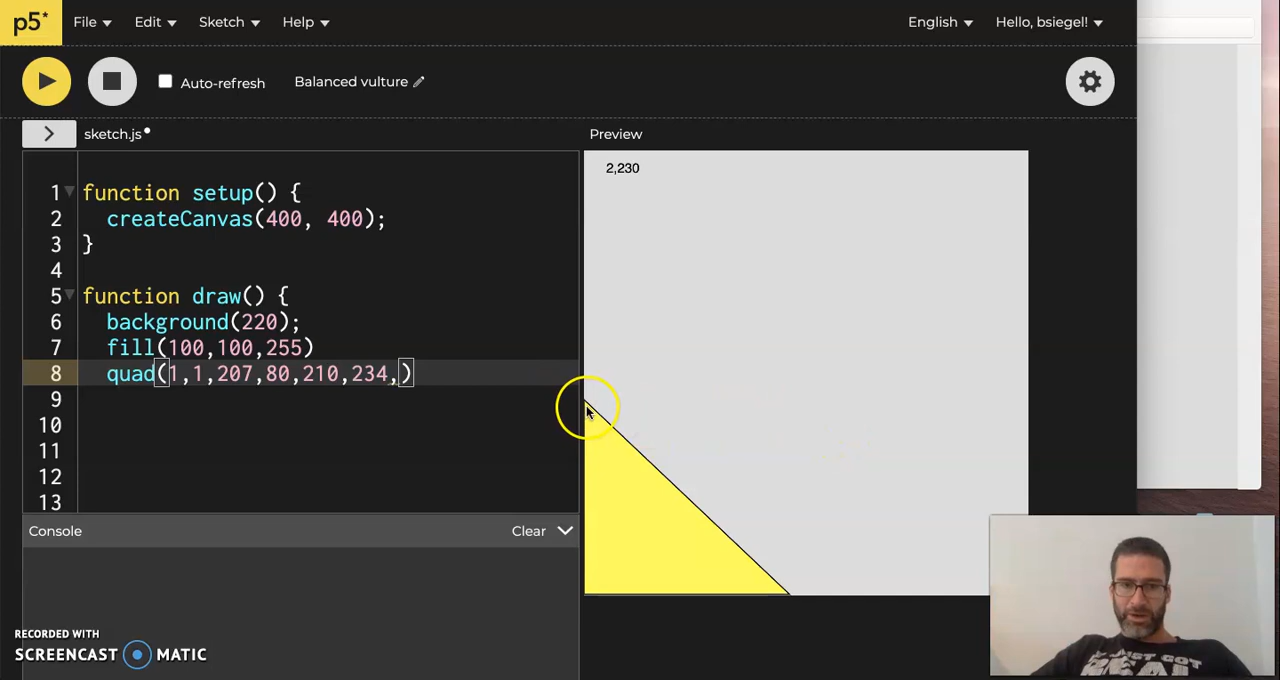 p5* File Edit Sketch Help English Hello, bsiegel!
Auto-refresh Balanced vulture
sketch.js Preview
2,230
1 function setup() {
2 createCanvas(400, 400);
3 }
4
5 function draw() {
6 background(220);
7 fill(100,100,255)
8 quad(1,1,207,80,210,234,)
9
10
11
12
13
Console Clear
RECORDED WITH
SCREENCAST MATIC